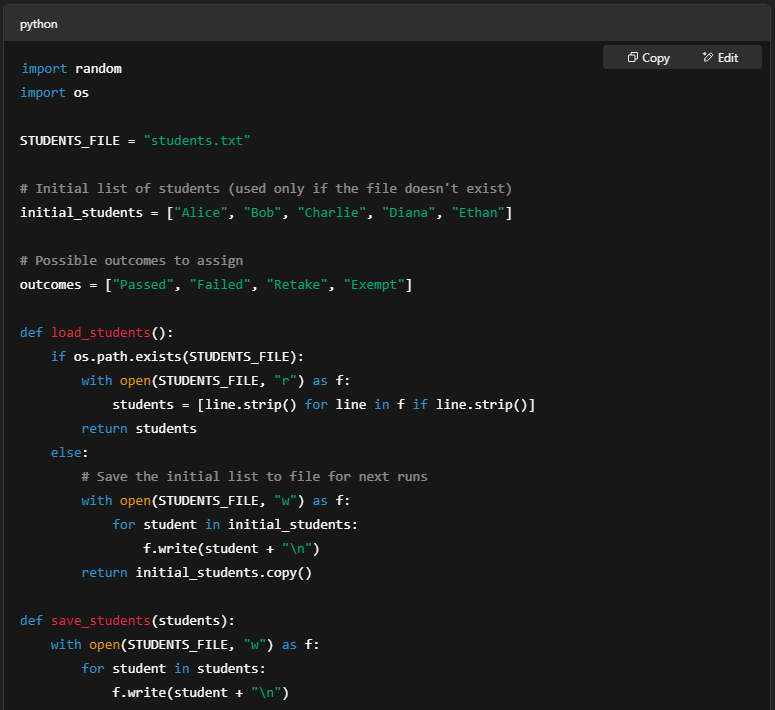 python
Copy Edit
import random
import os
STUDENTS_FILE = "students.txt"
# Initial list of students (used only if the file doesn't exist)
initial_students = ["Alice", "Bob", "Charlie", "Diana", "Ethan"]
# Possible outcomes to assign
outcomes = ["Passed", "Failed", "Retake", "Exempt"]
def load_students():
    if os.path.exists(STUDENTS_FILE):
        with open(STUDENTS_FILE, "r") as f:
            students = [line.strip() for line in f if line.strip()]
        return students
    else:
        # Save the initial list to file for next runs
        with open(STUDENTS_FILE, "w") as f:
            for student in initial_students:
                f.write(student + "\n")
        return initial_students.copy()
def save_students(students):
    with open(STUDENTS_FILE, "w") as f:
        for student in students:
            f.write(student + "\n")